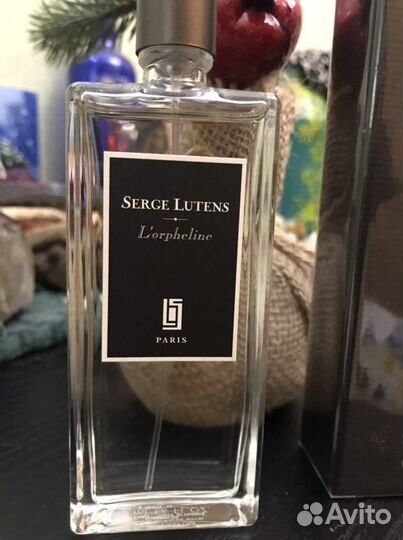 SERGE LUTENS
L'orpheline
PARIS
Avito